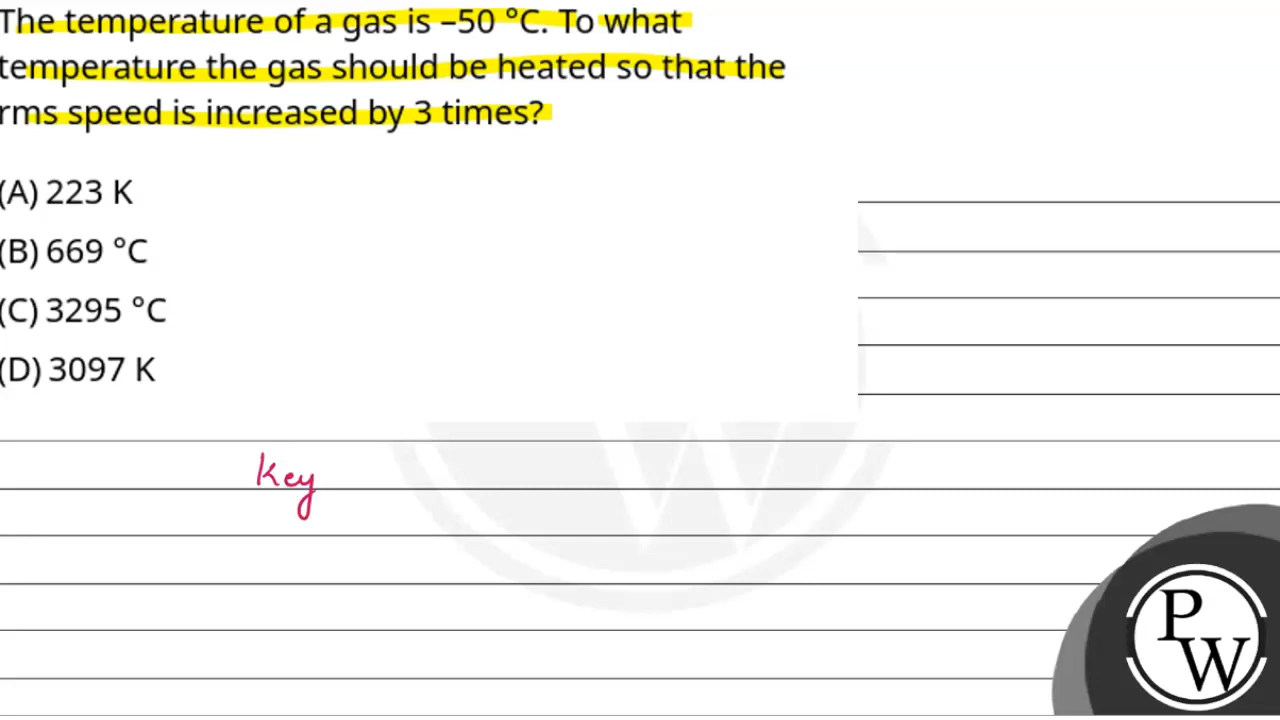 The temperature of a gas is –50 °C. To what
temperature the gas should be heated so that the
rms speed is increased by 3 times?
(A) 223 K
(B) 669 °C
(C) 3295 °C
(D) 3097 K
Key
P
W